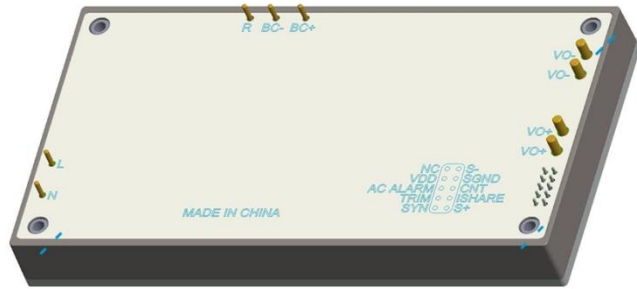 R BC- BC+
VO-
VO-
VO+
VO+
L
N
NC S-
VDD SGND
AC ALARM CNT
TRIM ISHARE
SYN S+
MADE IN CHINA